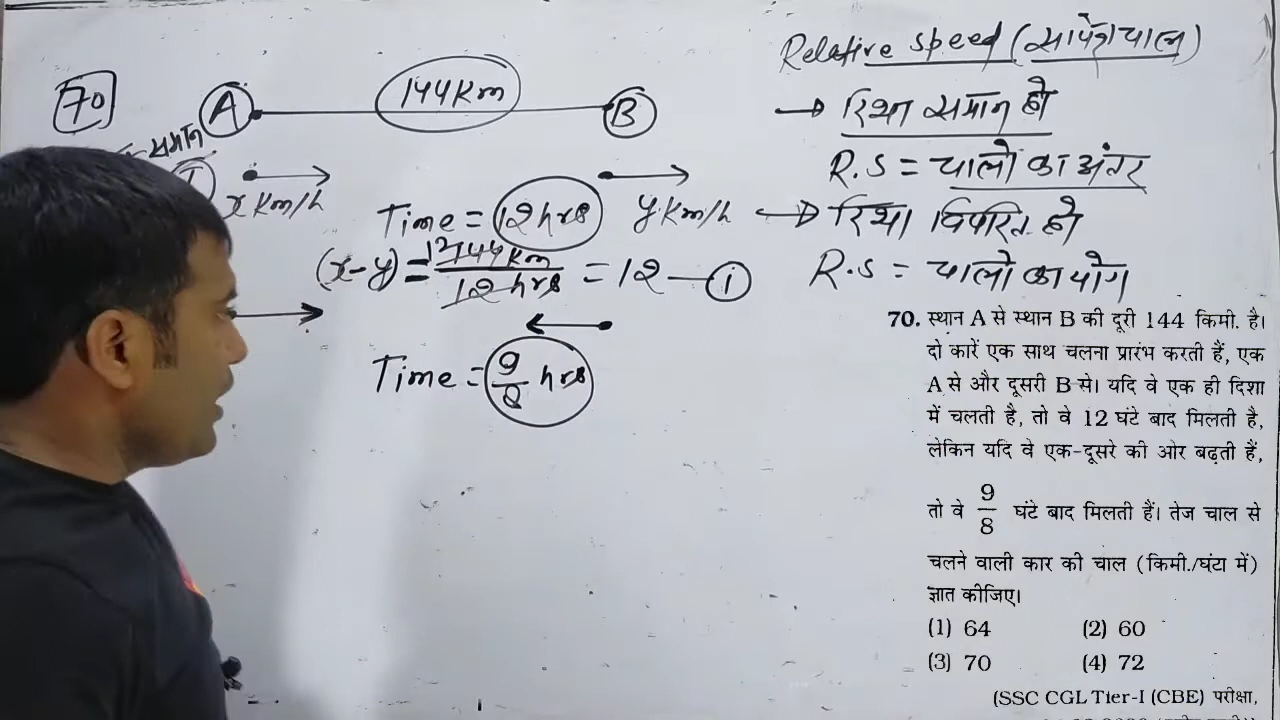 70
A 144 Km B
समान
I
x Km/h
Time = 12 hrs
y Km/h
(x-y) = 144 Km / 12 hrs = 12 — i
12
Time = 9/8 hrs
Relative speed (सापेक्ष चाल)
→ दिशा समान हो
R.S = चालो का अंतर
→ दिशा विपरित हो
R.S = चालो का योग
70. स्थान A से स्थान B की दूरी 144 किमी. है।
दो कारें एक साथ चलना प्रारंभ करती हैं, एक
A से और दूसरी B से। यदि वे एक ही दिशा
में चलती है, तो वे 12 घंटे बाद मिलती है,
लेकिन यदि वे एक-दूसरे की ओर बढ़ती हैं,
तो वे 9/8 घंटे बाद मिलती हैं। तेज चाल से
चलने वाली कार की चाल (किमी./घंटा में)
ज्ञात कीजिए।
(1) 64 (2) 60
(3) 70 (4) 72
(SSC CGL Tier-I (CBE) परीक्षा,